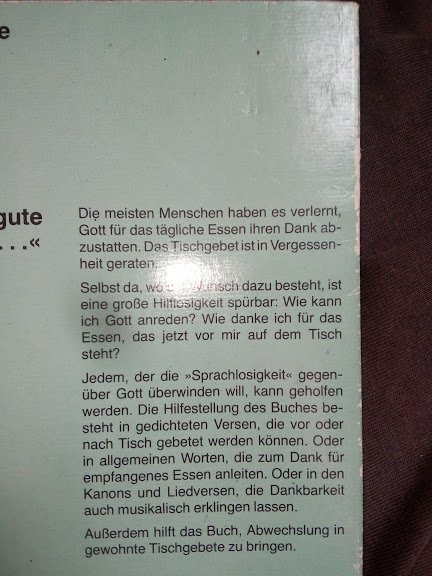 e
gute
. . .«
Die meisten Menschen haben es verlernt,
Gott für das tägliche Essen ihren Dank ab-
zustatten. Das Tischgebet ist in Vergessen-
heit geraten.
Selbst da, wo Wunsch dazu besteht, ist
eine große Hilflosigkeit spürbar: Wie kann
ich Gott anreden? Wie danke ich für das
Essen, das jetzt vor mir auf dem Tisch
steht?
Jedem, der die »Sprachlosigkeit« gegen-
über Gott überwinden will, kann geholfen
werden. Die Hilfestellung des Buches be-
steht in gedichteten Versen, die vor oder
nach Tisch gebetet werden können. Oder
in allgemeinen Worten, die zum Dank für
empfangenes Essen anleiten. Oder in den
Kanons und Liedversen, die Dankbarkeit
auch musikalisch erklingen lassen.
Außerdem hilft das Buch, Abwechslung in
gewohnte Tischgebete zu bringen.